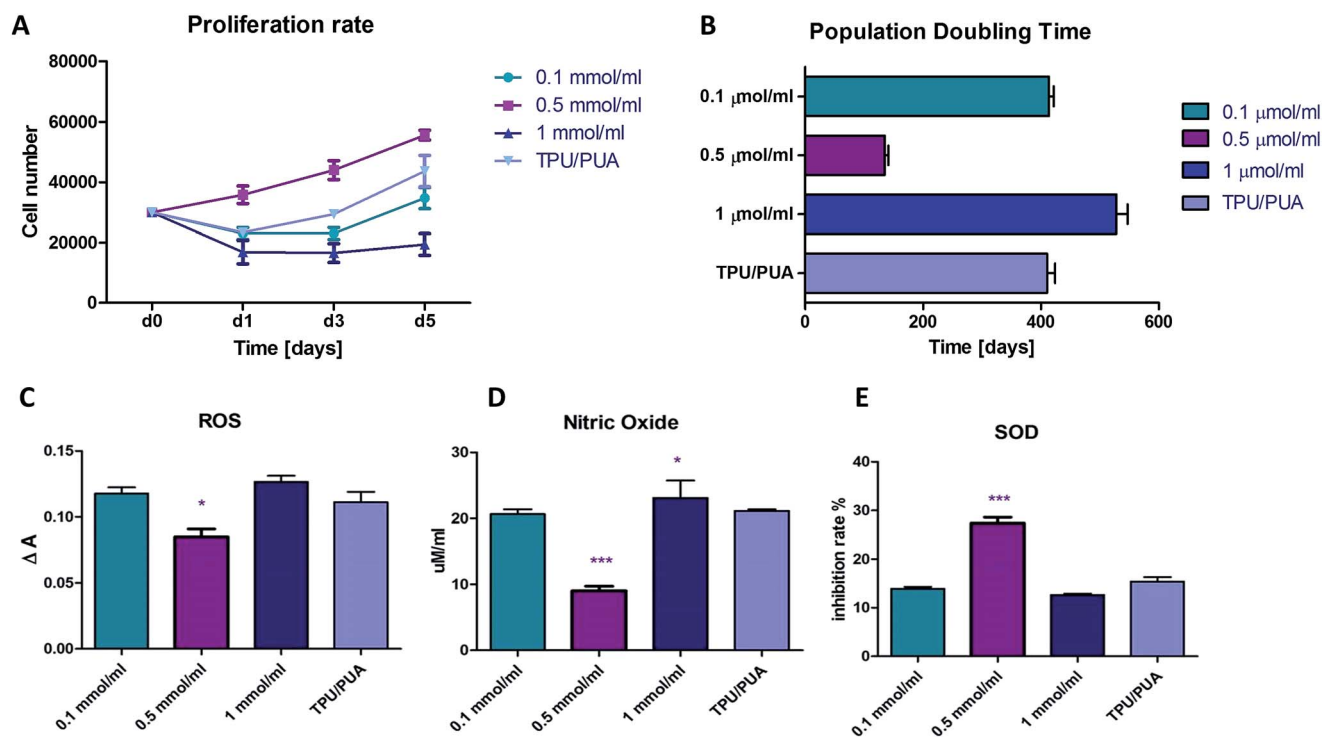 A
Proliferation rate
80000
60000
40000
20000
0
Cell number
d0 d1 d3 d5
Time [days]
0.1 mmol/ml
0.5 mmol/ml
1 mmol/ml
TPU/PUA
B
Population Doubling Time
0.1 μmol/ml
0.5 μmol/ml
1 μmol/ml
TPU/PUA
0 200 400 600
Time [days]
0.1 μmol/ml
0.5 μmol/ml
1 μmol/ml
TPU/PUA
C
ROS
0.15
0.10
0.05
0.00
Δ A
*
0.1 mmol/ml
0.5 mmol/ml
1 mmol/ml
TPU/PUA
D
Nitric Oxide
30
20
10
0
uM/ml
***
*
0.1 mmol/ml
0.5 mmol/ml
1 mmol/ml
TPU/PUA
E
SOD
40
30
20
10
0
inhibition rate %
***
0.1 mmol/ml
0.5 mmol/ml
1 mmol/ml
TPU/PUA